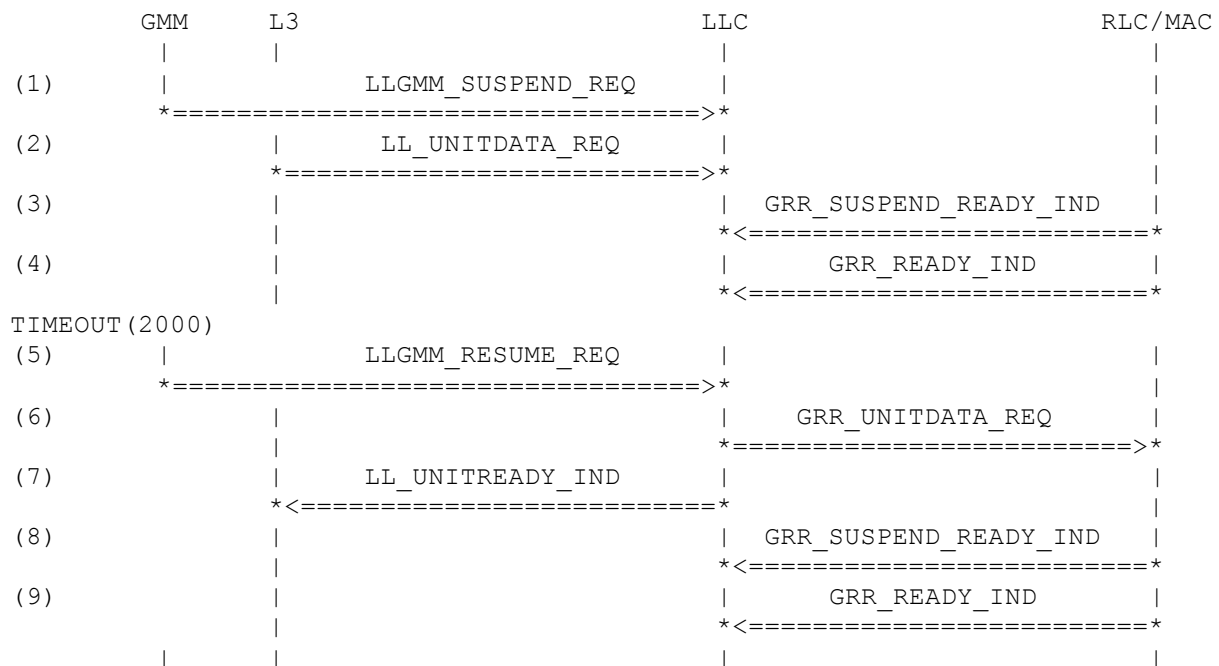 GMM L3 LLC RLC/MAC
| | | |
(1) | LLGMM_SUSPEND_REQ | |
*=================================>* |
(2) | LL_UNITDATA_REQ | |
*==========================>* |
(3) | | GRR_SUSPEND_READY_IND |
| *<=========================*
(4) | | GRR_READY_IND |
| *<=========================*
TIMEOUT(2000)
(5) | LLGMM_RESUME_REQ | |
*=================================>* |
(6) | | GRR_UNITDATA_REQ |
| *=========================>*
(7) | LL_UNITREADY_IND | |
*<==========================* |
(8) | | GRR_SUSPEND_READY_IND |
| *<=========================*
(9) | | GRR_READY_IND |
| *<=========================*
| | | |